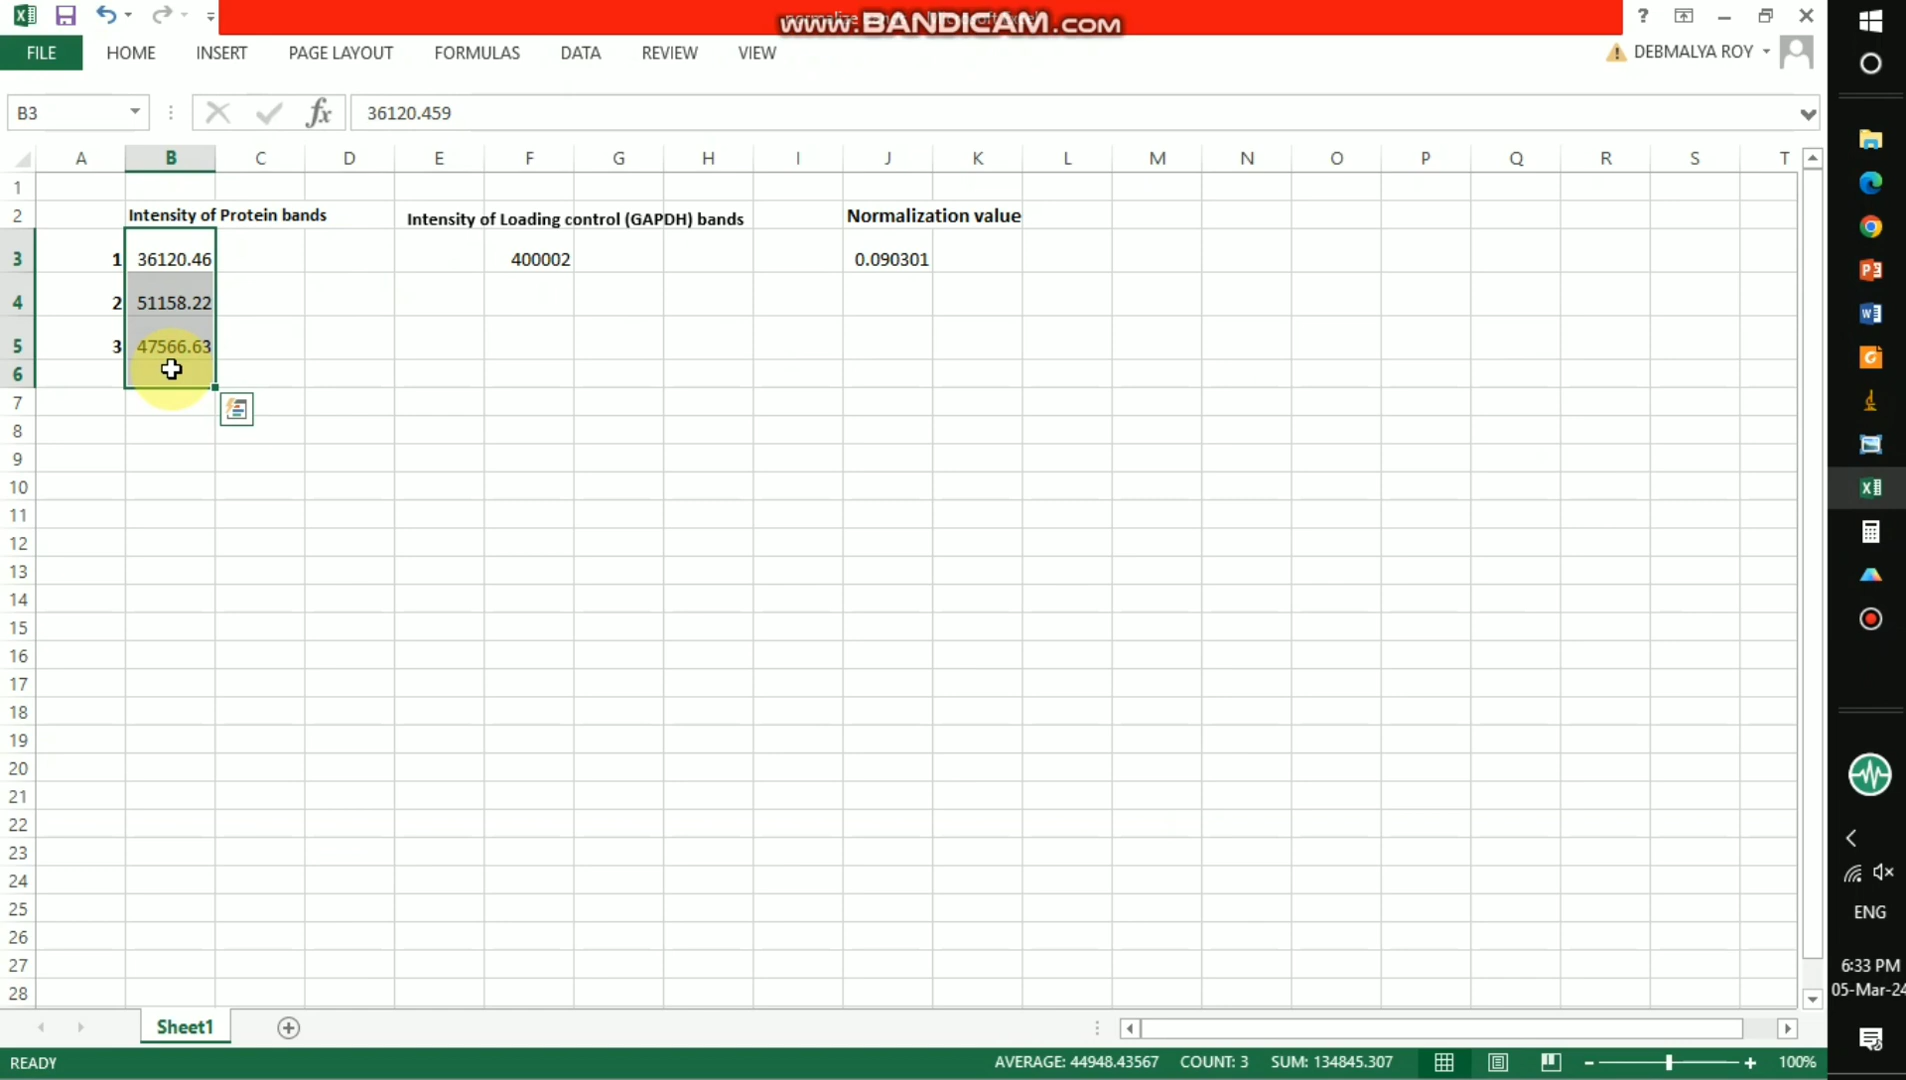 www.BANDICAM.com
FILE HOME INSERT PAGE LAYOUT FORMULAS DATA REVIEW VIEW
DEBMALYA ROY
B3 fx 36120.459
A B C D E F G H I J K L M N O P Q R S T
1
2 Intensity of Protein bands Intensity of Loading control (GAPDH) bands Normalization value
3 1 36120.46 400002 0.090301
4 2 51158.22
5 3 47566.63
6
7
8
9
10
11
12
13
14
15
16
17
18
19
20
21
22
23
24
25
26
27
28
Sheet1
READY AVERAGE: 44948.43567 COUNT: 3 SUM: 134845.307 100%
ENG
6:33 PM
05-Mar-24